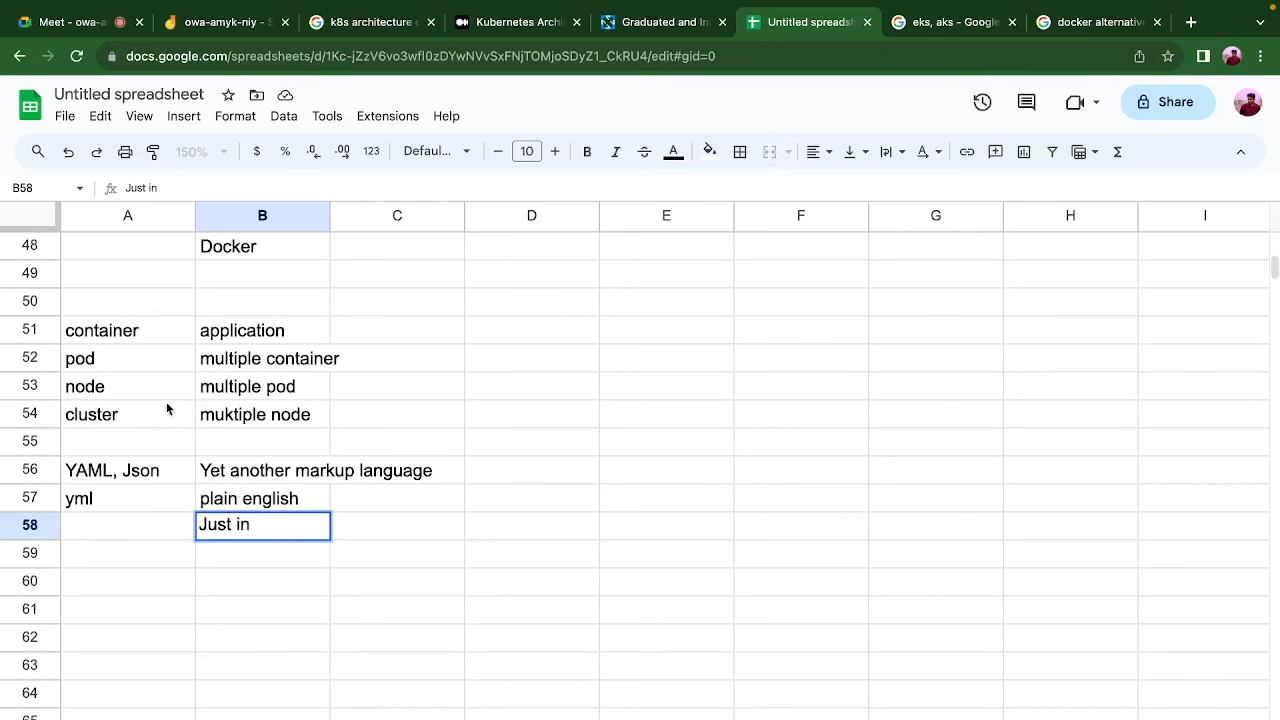 Meet - owa-a
owa-amyk-niy - S
k8s architecture
Kubernetes Archi
Graduated and In
Untitled spreadsh
eks, aks - Google
docker alternative
docs.google.com/spreadsheets/d/1Kc-jZzV6vo3wfl0zDYwNVvSxFNjTOMjoSDyZ1_CkRU4/edit#gid=0
Untitled spreadsheet
File Edit View Insert Format Data Tools Extensions Help
Share
150% $ % .0 .00 123 Defaul... 10 B I S A
B58 fx Just in
A B C D E F G H I
48 Docker
49
50
51 container application
52 pod multiple container
53 node multiple pod
54 cluster muktiple node
55
56 YAML, Json Yet another markup language
57 yml plain english
58 Just in
59
60
61
62
63
64
65